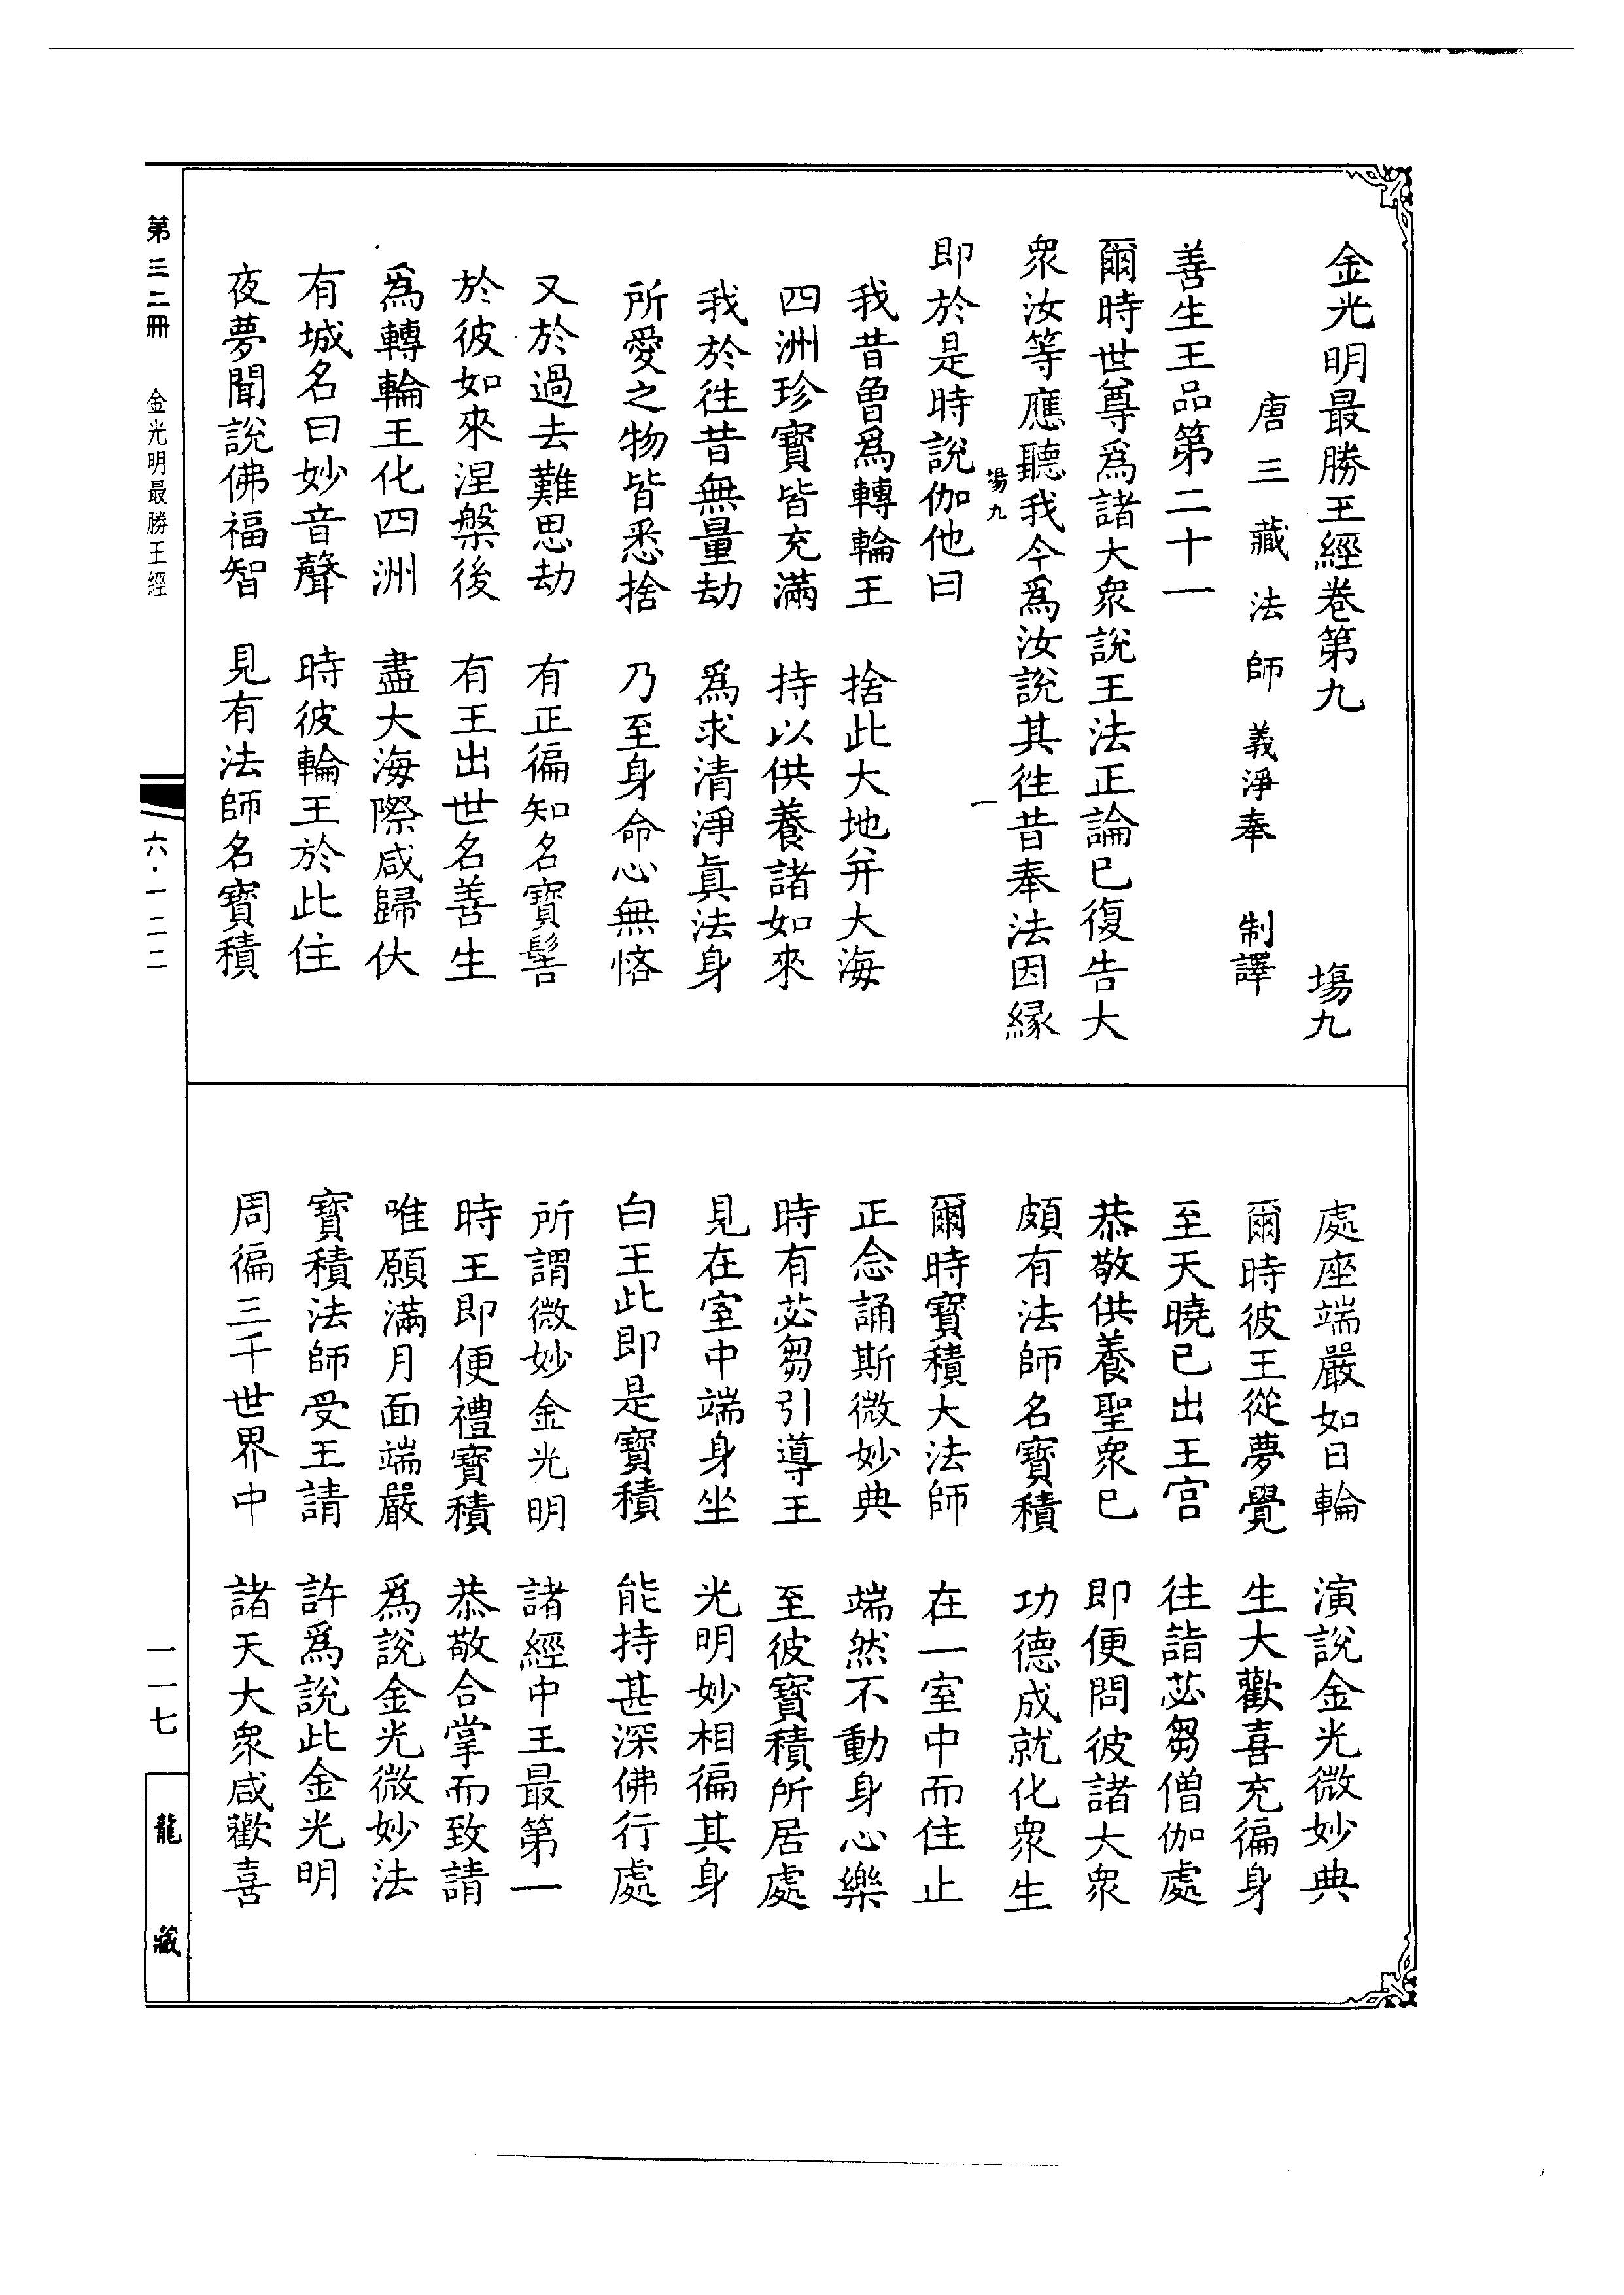 金光明最勝王經卷第九　塲九
唐三藏法師義淨奉　制譯
善生王品第二十一
爾時世尊爲諸大衆說王法正論已復告大
衆汝等應聽我今爲汝說其往昔奉法因緣
塲九　一
即於是時說伽他曰
我昔曾爲轉輪王　捨此大地并大海
四洲珍寶皆充滿　持以供養諸如來
我於往昔無量劫　爲求清淨真法身
所愛之物皆悉捨　乃至身命心無悋
又於過去難思劫　有正徧知名寶髻
於彼如來涅槃後　有王出世名善生
爲轉輪王化四洲　盡大海際咸歸伏
有城名曰妙音聲　時彼輪王於此住
夜夢聞說佛福智　見有法師名寶積
處座端嚴如日輪　演說金光微妙典
爾時彼王從夢覺　生大歡喜充徧身
至天曉已出王宮　往詣苾芻僧伽處
恭敬供養聖衆已　即便問彼諸大衆
頗有法師名寶積　功德成就化衆生
爾時寶積大法師　在一室中而住止
正念誦斯微妙典　端然不動身心樂
時有苾芻引導王　至彼寶積所居處
見在室中端身坐　光明妙相徧其身
白王此即是寶積　能持甚深佛行處
所謂微妙金光明　諸經中王最第一
時王即便禮寶積　恭敬合掌而致請
唯願滿月面端嚴　爲說金光微妙法
寶積法師受王請　許爲說此金光明
周徧三千世界中　諸天大衆咸歡喜
第三二冊　金光明最勝王經
六·一二二
一一七
龍藏